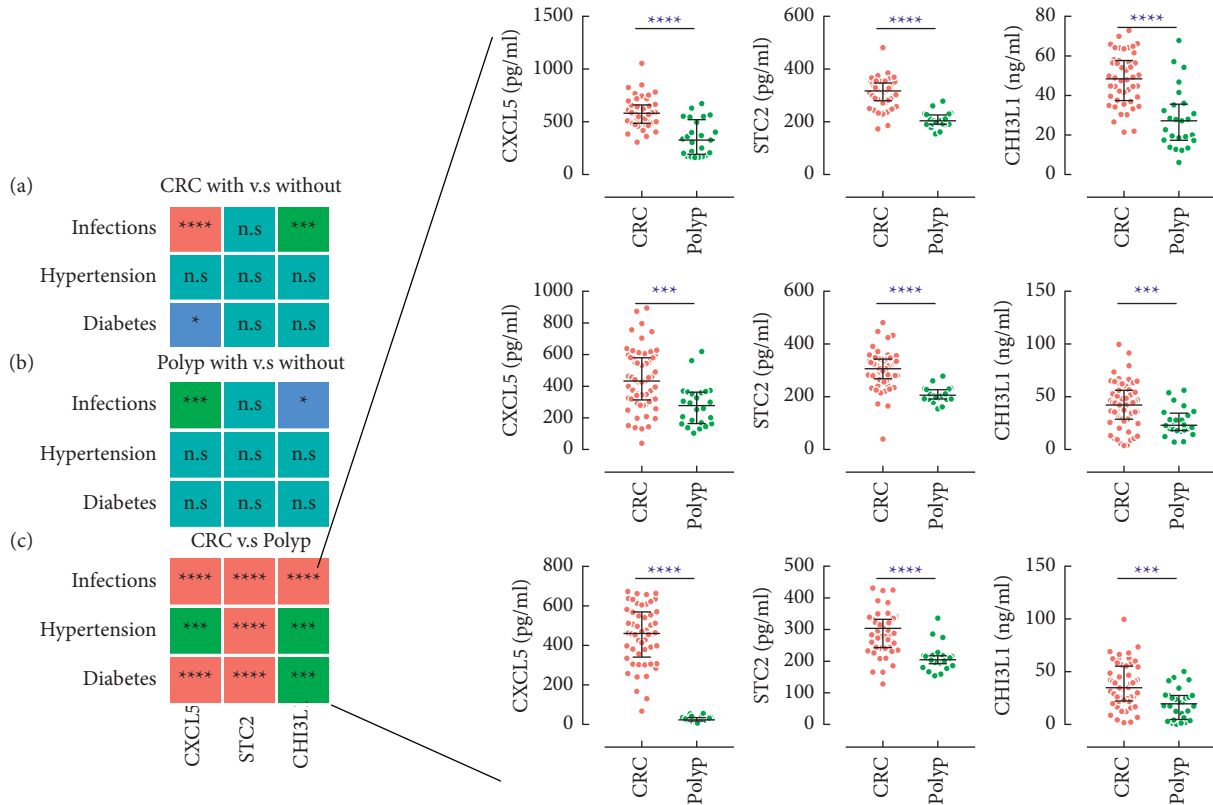 (a)
CRC with v.s without
Infections
**** n.s ***
Hypertension
n.s n.s n.s
Diabetes
* n.s n.s
(b)
Polyp with v.s without
Infections
*** n.s *
Hypertension
n.s n.s n.s
Diabetes
n.s n.s n.s
(c)
CRC v.s Polyp
Infections
**** **** ****
Hypertension
*** **** ***
Diabetes
**** **** ***
CXCL5
STC2
CHI3L1
CXCL5 (pg/ml)
1500
1000
500
0
****
CRC
Polyp
STC2 (pg/ml)
600
400
200
0
****
CRC
Polyp
CHI3L1 (ng/ml)
80
60
40
20
0
****
CRC
Polyp
CXCL5 (pg/ml)
1000
800
600
400
200
0
***
CRC
Polyp
STC2 (pg/ml)
600
400
200
0
****
CRC
Polyp
CHI3L1 (ng/ml)
150
100
50
0
***
CRC
Polyp
CXCL5 (pg/ml)
800
600
400
200
0
****
CRC
Polyp
STC2 (pg/ml)
500
400
300
200
100
0
****
CRC
Polyp
CHI3L1 (ng/ml)
150
100
50
0
***
CRC
Polyp